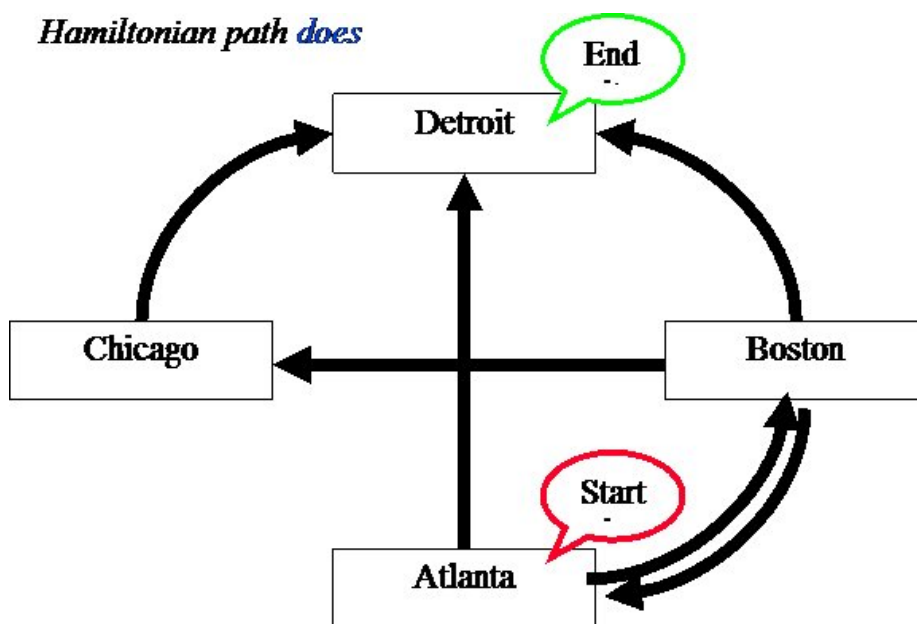 Hamiltonian path does
End
Detroit
Chicago
Boston
Start
Atlanta